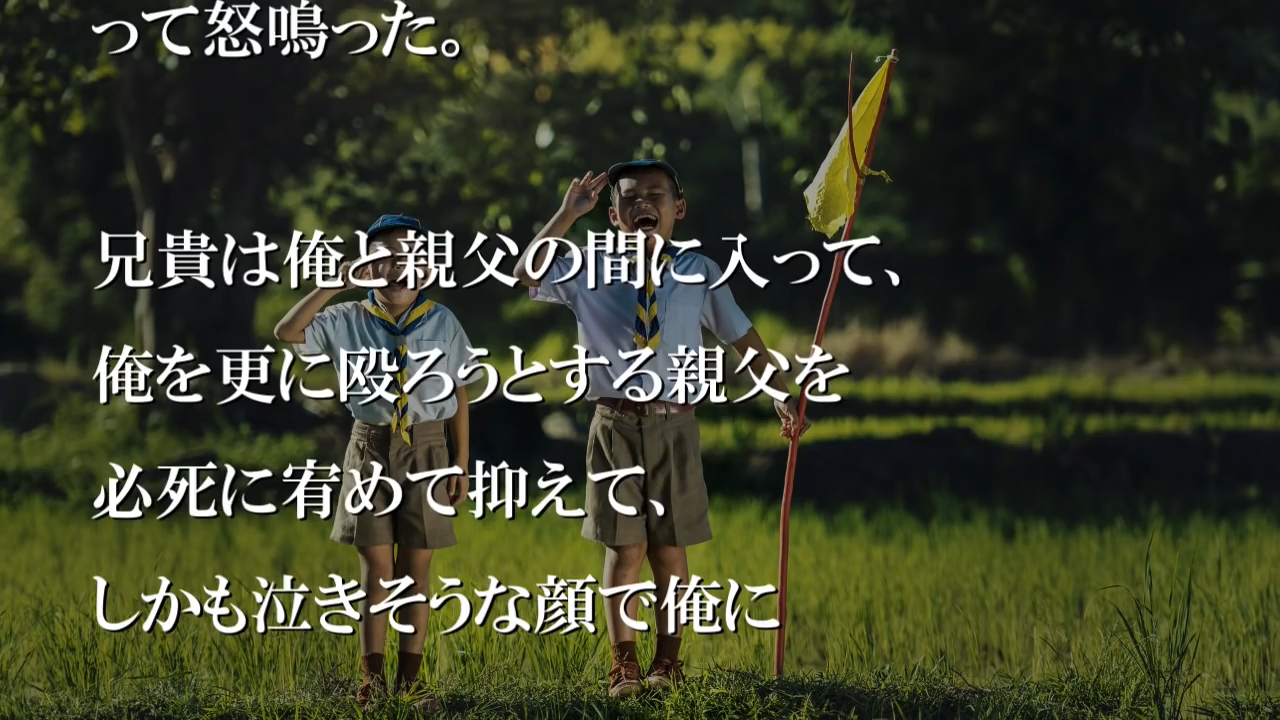 って怒鳴った。
兄貴は俺と親父の間に入って、
俺を更に殴ろうとする親父を
必死に宥めて抑えて、
しかも泣きそうな顔で俺に